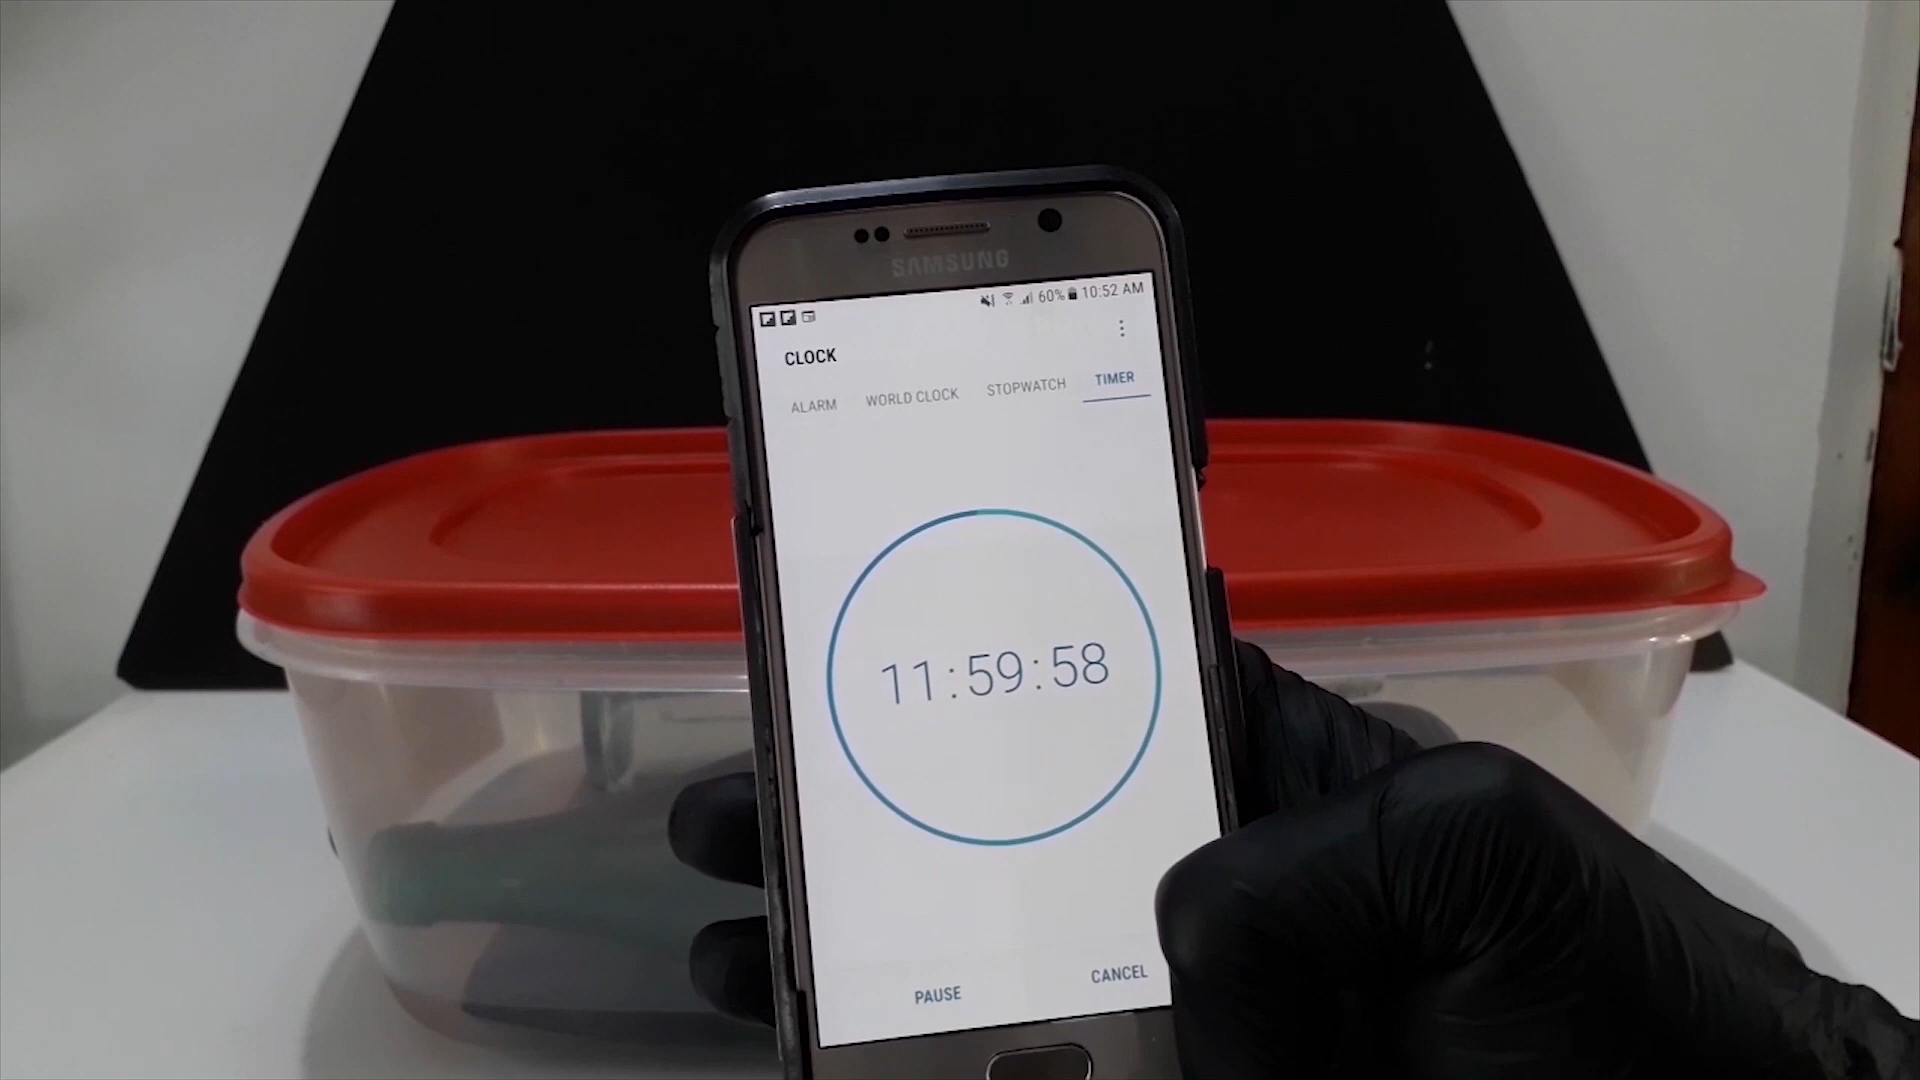 SAMSUNG
60% 10:52 AM
CLOCK
ALARM WORLD CLOCK STOPWATCH TIMER
11:59:58
PAUSE CANCEL